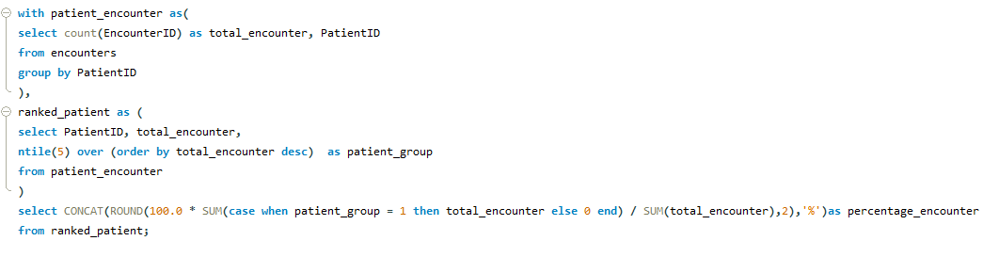 with patient_encounter as(
select count(EncounterID) as total_encounter, PatientID
from encounters
group by PatientID
),
ranked_patient as (
select PatientID, total_encounter,
ntile(5) over (order by total_encounter desc)  as patient_group
from patient_encounter
)
select CONCAT(ROUND(100.0 * SUM(case when patient_group = 1 then total_encounter else 0 end) / SUM(total_encounter),2),'%')as percentage_encounter
from ranked_patient;